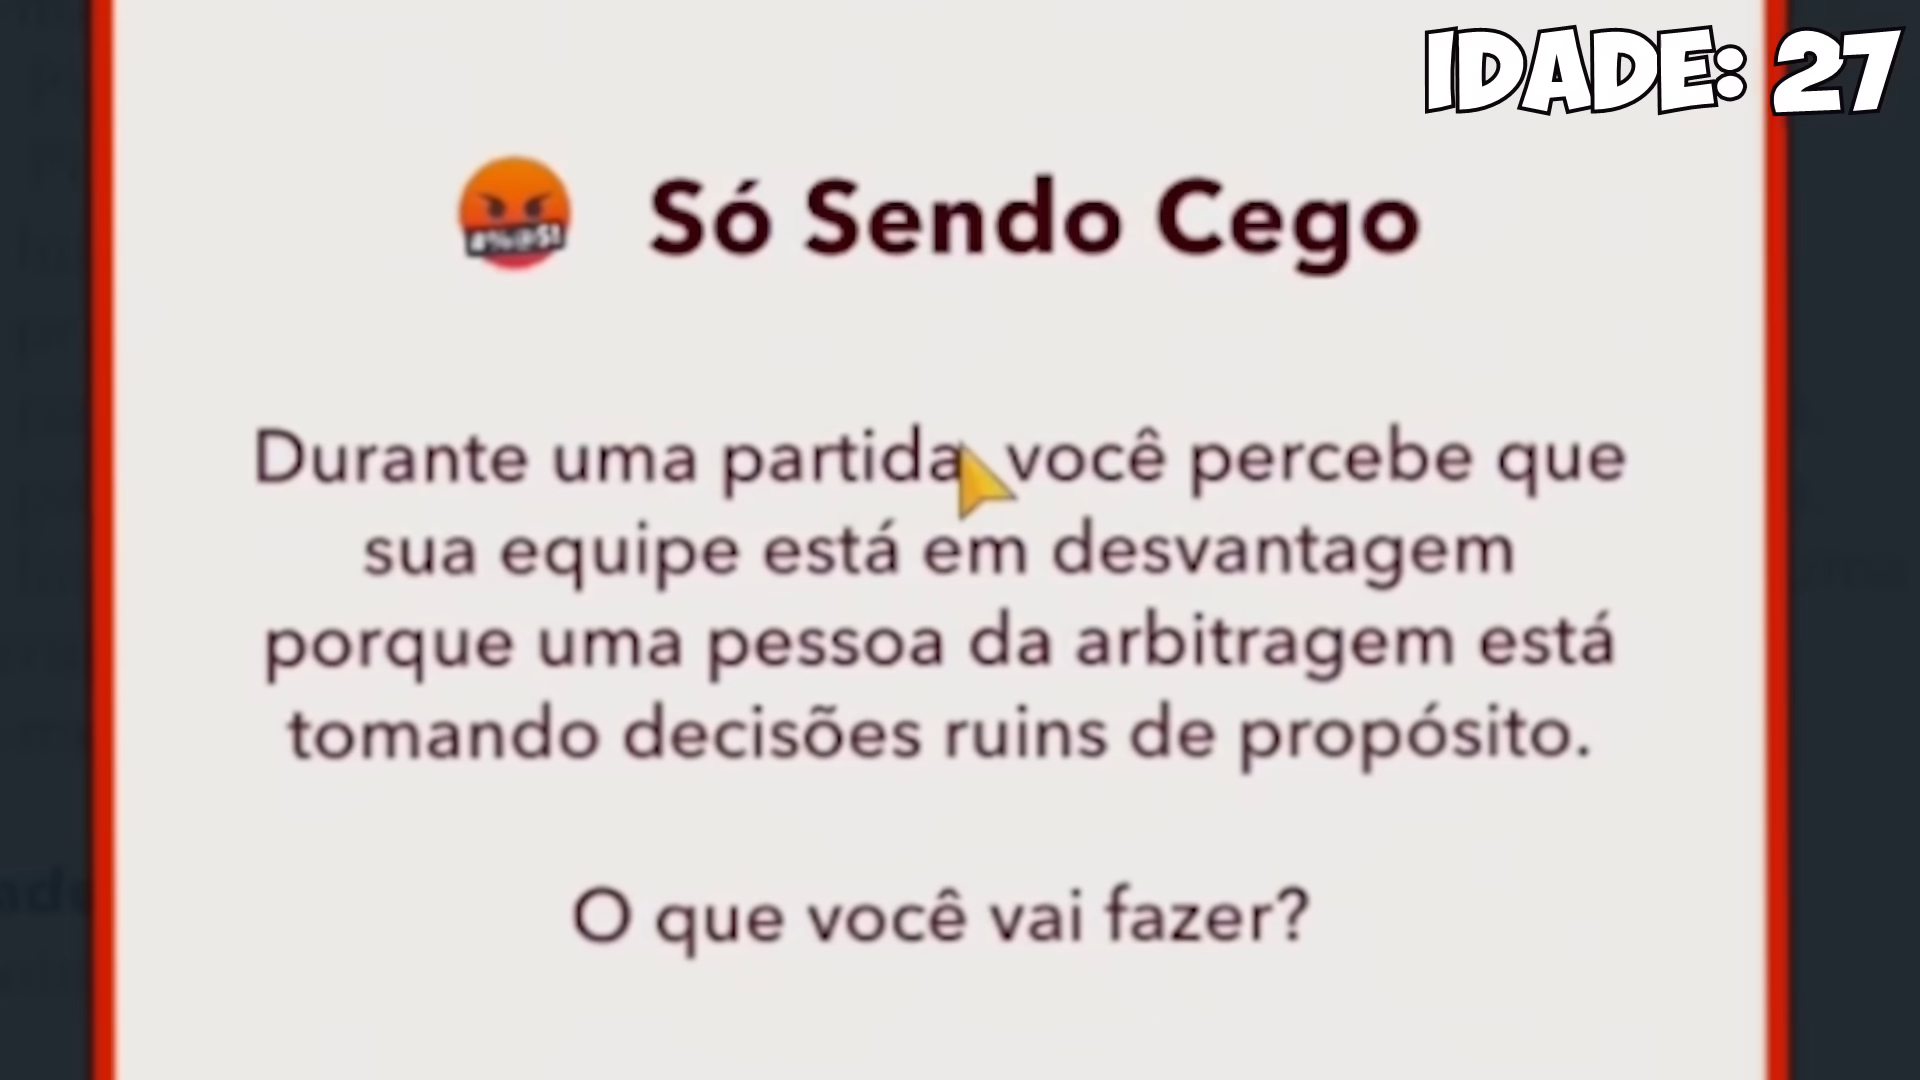 IDADE: 27
Só Sendo Cego
Durante uma partida, você percebe que
sua equipe está em desvantagem
porque uma pessoa da arbitragem está
tomando decisões ruins de propósito.
O que você vai fazer?